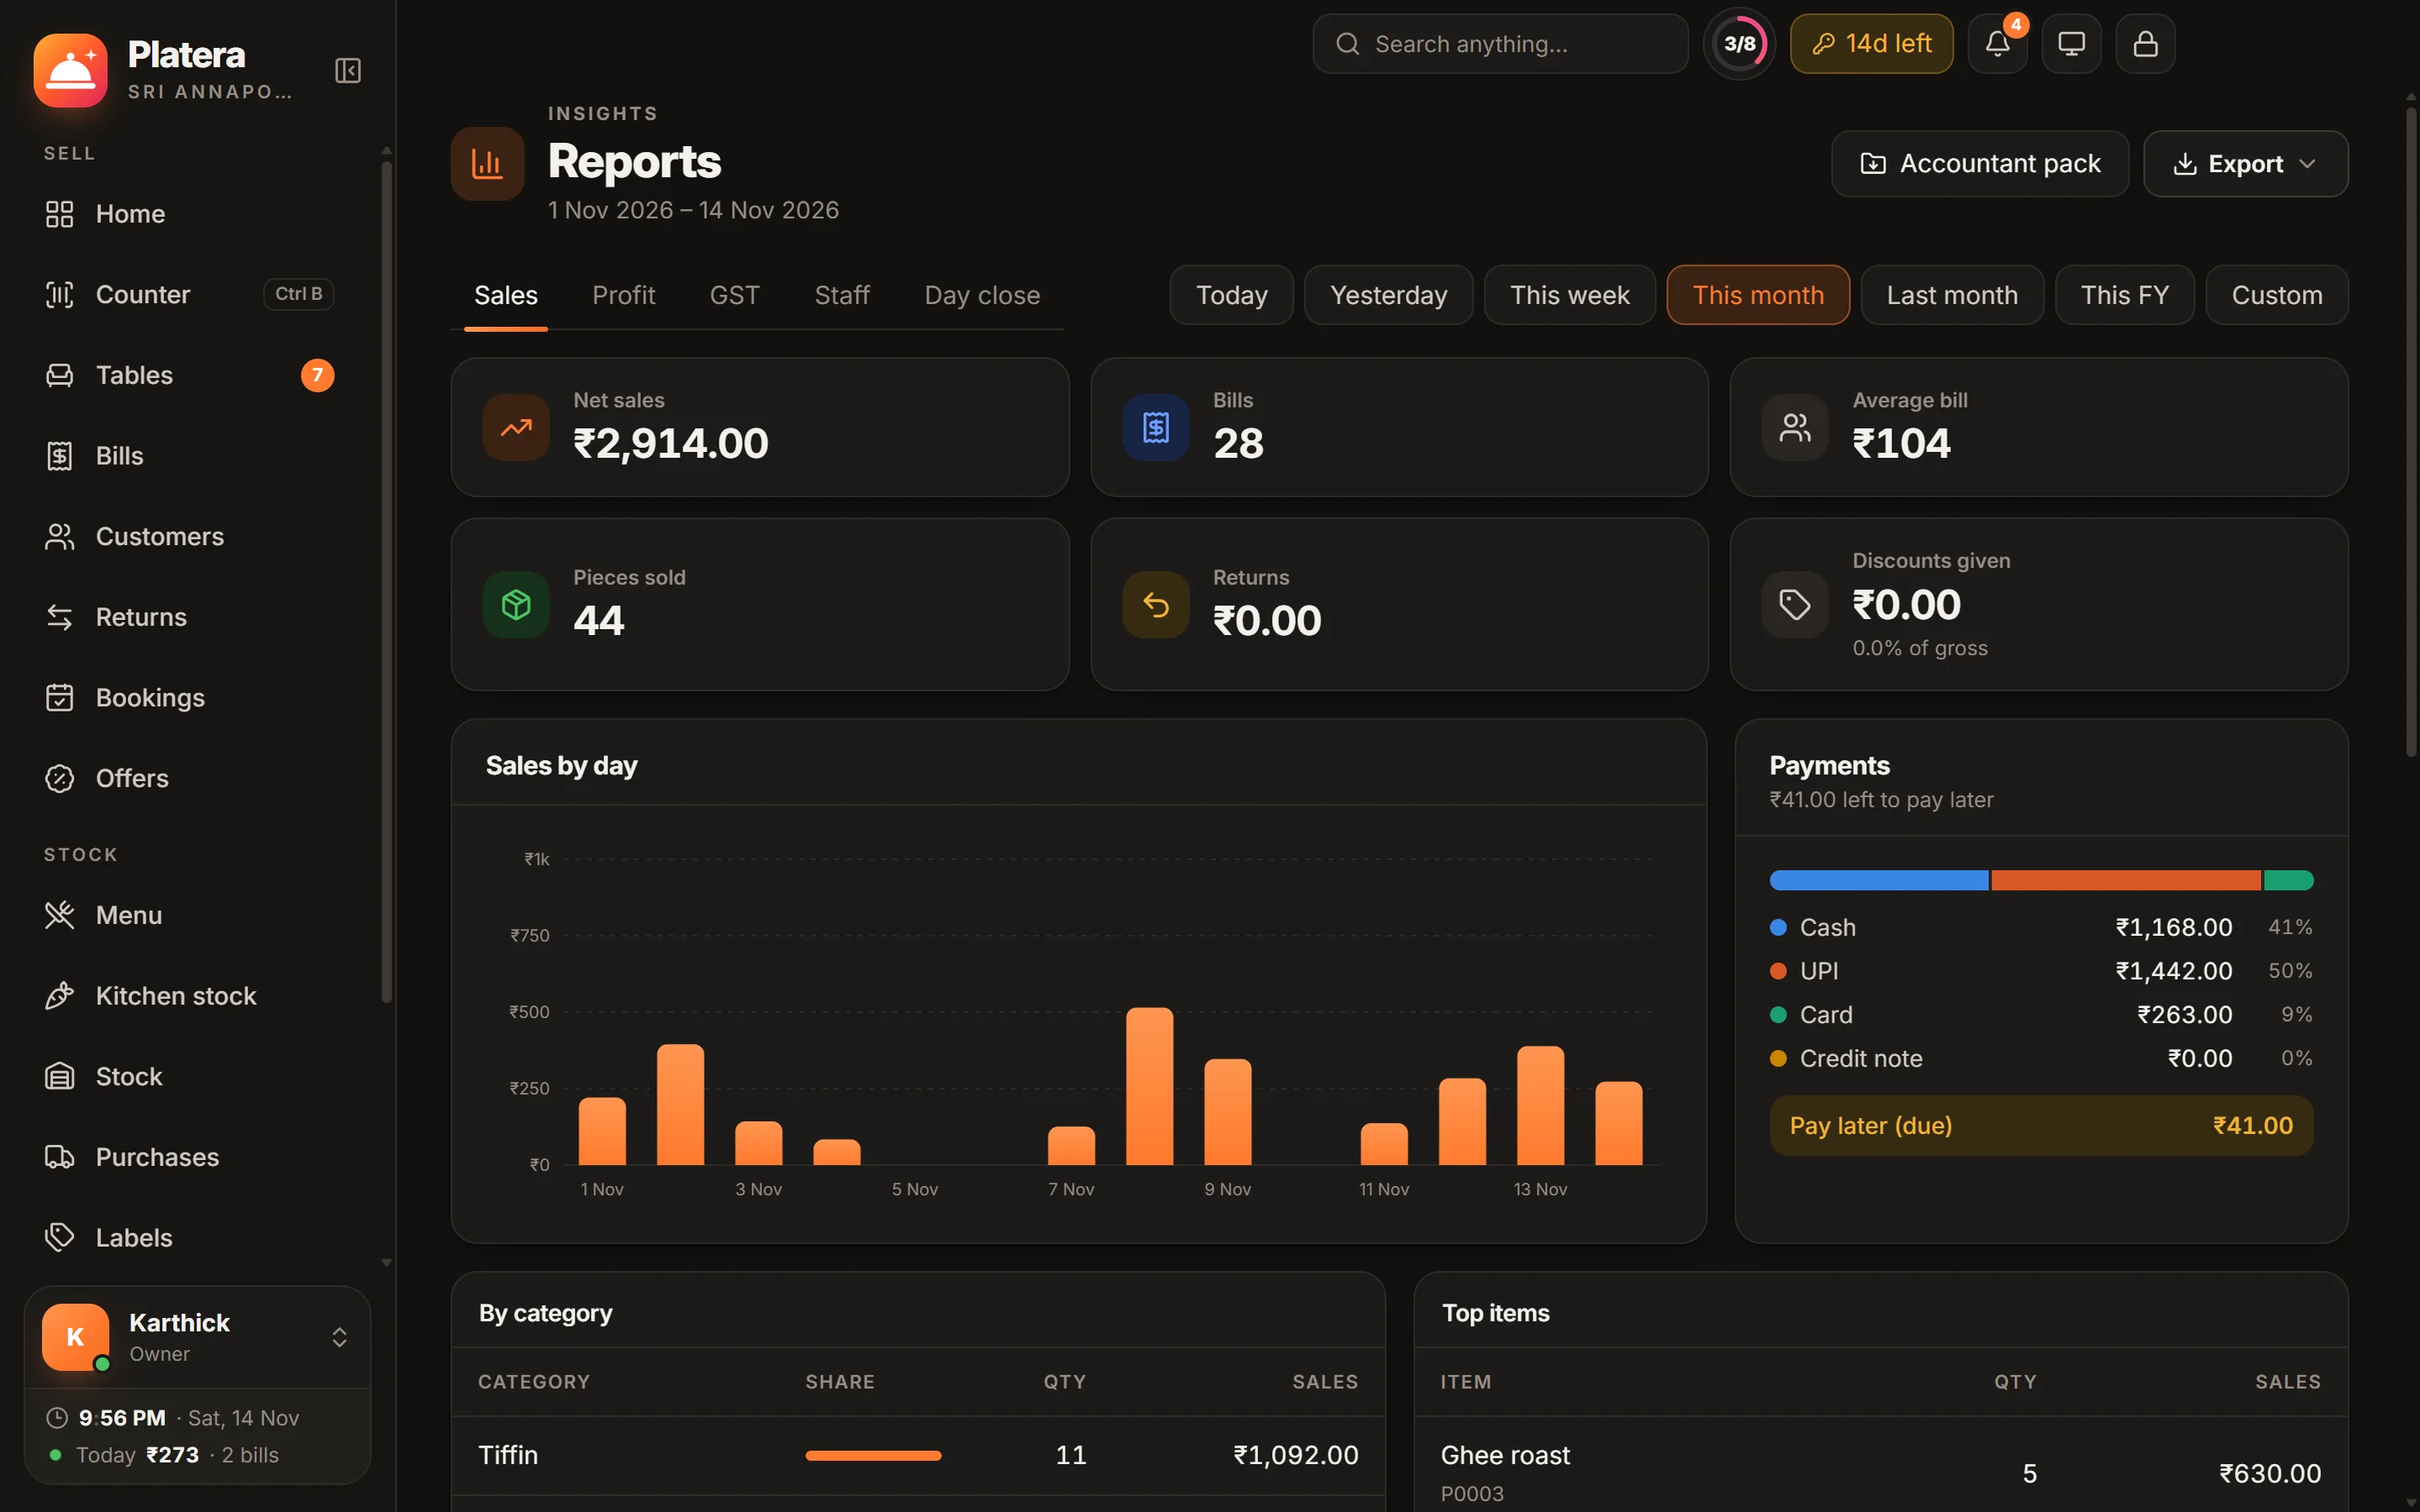 Platera
SRI ANNAPO...
SELL
Home
Counter Ctrl B
Tables 7
Bills
Customers
Returns
Bookings
Offers
STOCK
Menu
Kitchen stock
Stock
Purchases
Labels
K
Karthick
Owner
9:56 PM · Sat, 14 Nov
Today ₹273 · 2 bills
Search anything...
3/8
14d left
4
INSIGHTS
Reports
1 Nov 2026 – 14 Nov 2026
Accountant pack
Export
Sales Profit GST Staff Day close
Today Yesterday This week This month Last month This FY Custom
Net sales
₹2,914.00
Bills
28
Average bill
₹104
Pieces sold
44
Returns
₹0.00
Discounts given
₹0.00
0.0% of gross
Sales by day
₹1k
₹750
₹500
₹250
₹0
1 Nov 3 Nov 5 Nov 7 Nov 9 Nov 11 Nov 13 Nov
Payments
₹41.00 left to pay later
Cash ₹1,168.00 41%
UPI ₹1,442.00 50%
Card ₹263.00 9%
Credit note ₹0.00 0%
Pay later (due) ₹41.00
By category
CATEGORY SHARE QTY SALES
Tiffin 11 ₹1,092.00
Top items
ITEM QTY SALES
Ghee roast 5 ₹630.00
P0003